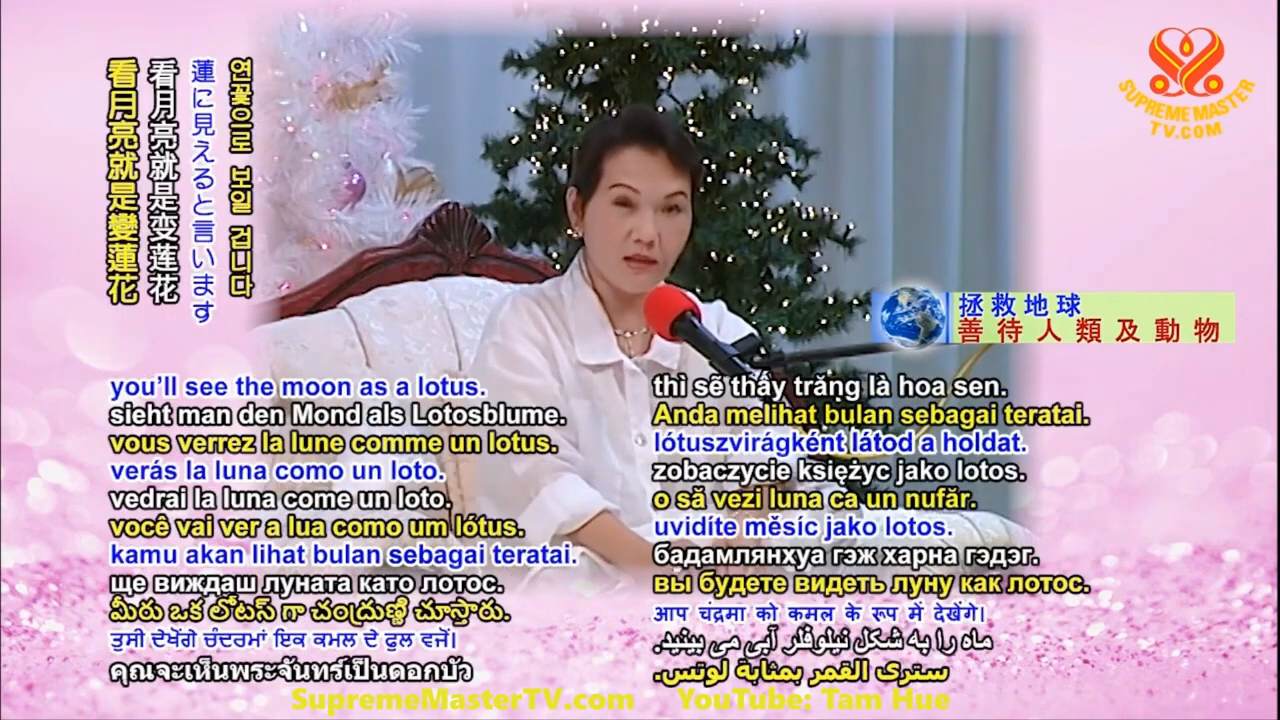 연꽃으로 보일 겁니다
蓮に見えると言います
看月亮就是变莲花
看月亮就是變蓮花
SUPREME MASTER
TV.COM
拯救地球
善待人類及動物
you'll see the moon as a lotus.
sieht man den Mond als Lotosblume.
vous verrez la lune comme un lotus.
verás la luna como un loto.
vedrai la luna come un loto.
você vai ver a lua como um lótus.
kamu akan lihat bulan sebagai teratai.
ще виждаш луната като лотос.
మీరు ఒక లోటస్ గా చంద్రుణ్ణి చూస్తారు.
ਤੁਸੀ ਦੇਖੋਂਗੇ ਚੰਦਰਮਾਂ ਇਕ ਕਮਲ ਦੇ ਫੁਲ ਵਜੋਂ।
คุณจะเห็นพระจันทร์เป็นดอกบัว
thì sẽ thấy trăng là hoa sen.
Anda melihat bulan sebagai teratai.
lótuszvirágként látod a holdat.
zobaczycie księżyc jako lotos.
o să vezi luna ca un nufăr.
uvidíte měsíc jako lotos.
бадамлянхуа гэж харна гэдэг.
вы будете видеть луну как лотос.
आप चंद्रमा को कमल के रूप में देखेंगे।
ماه را به شکل نیلوفر آبی می بینید.
سترى القمر بمثابة لوتس.
SupremeMasterTV.com YouTube: Tam Hue